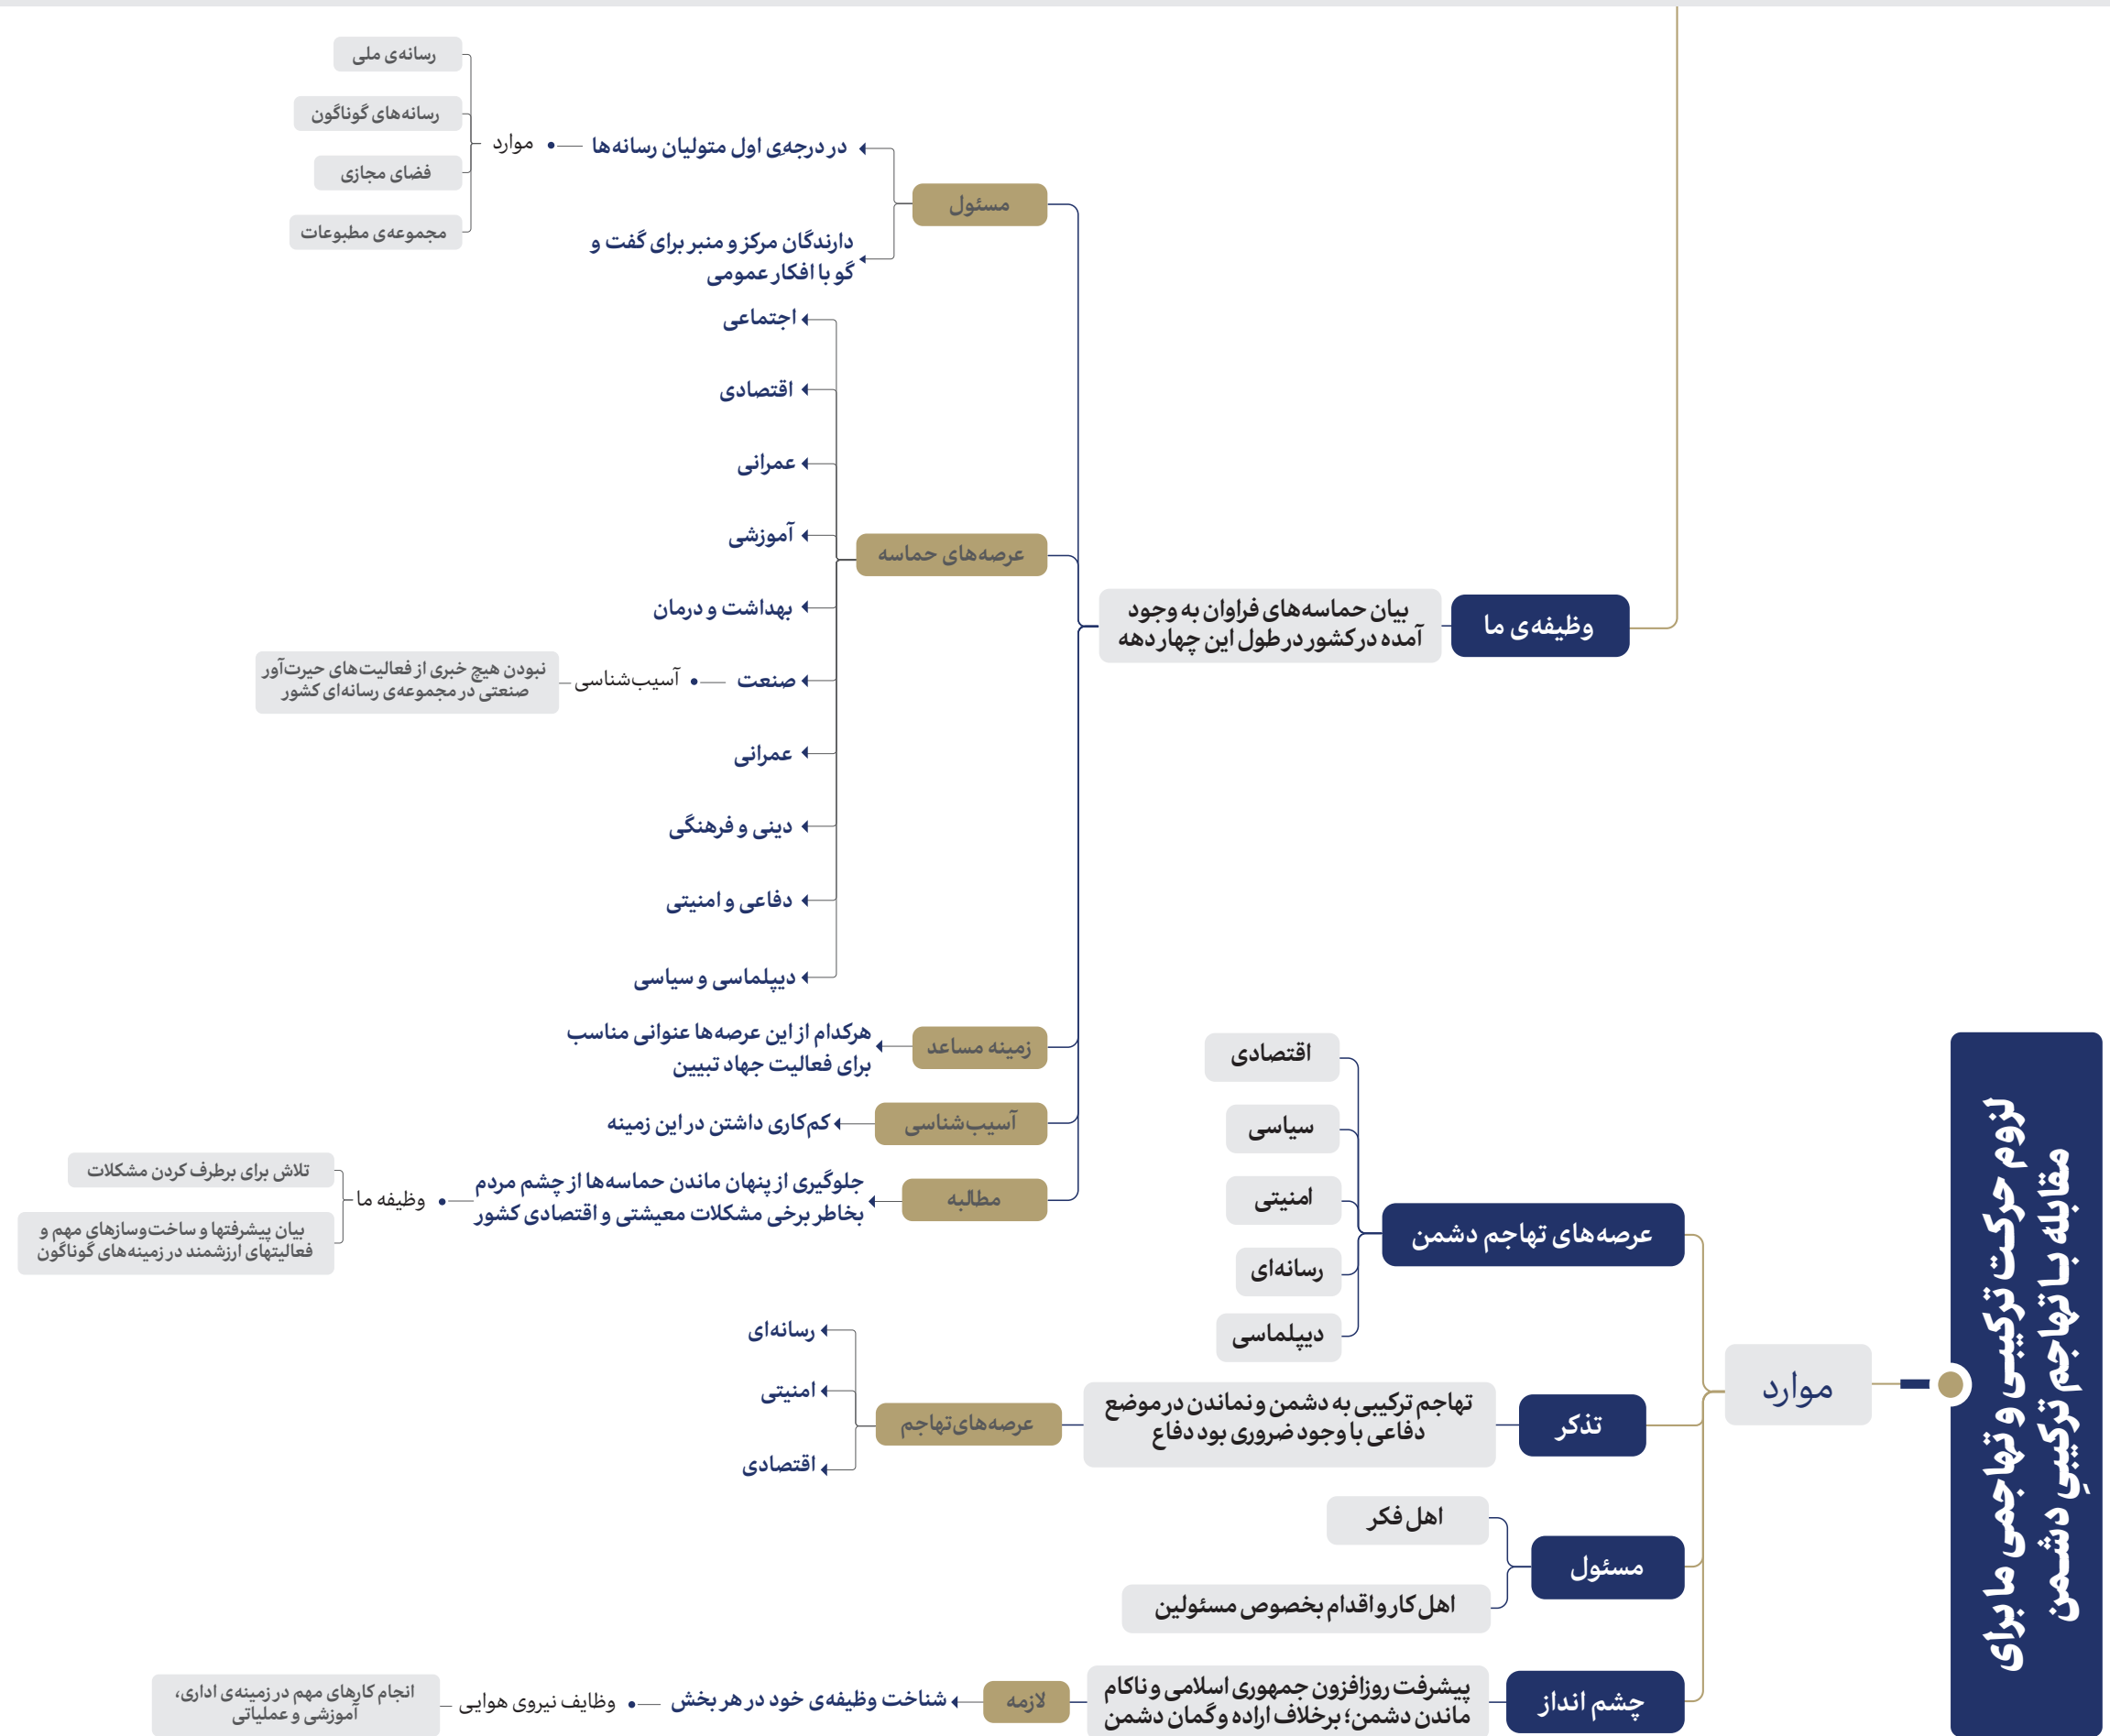 رسانه‌ی ملی
رسانه‌های گوناگون
فضای مجازی
مجموعه‌ی مطبوعات
موارد
در درجه‌ی اول متولیان رسانه‌ها
دارندگان مرکز و منبر برای گفت و
گو با افکار عمومی
مسئول
اجتماعی
اقتصادی
عمرانی
آموزشی
بهداشت و درمان
صنعت
آسیب‌شناسی
نبودن هیچ خبری از فعالیت‌های حیرت‌آور
صنعتی در مجموعه‌ی رسانه‌ای کشور
عمرانی
دینی و فرهنگی
دفاعی و امنیتی
دیپلماسی و سیاسی
عرصه‌های حماسه
وظیفه‌ی ما
بیان حماسه‌های فراوان به وجود
آمده در کشور در طول این چهار دهه
زمینه مساعد
هرکدام از این عرصه‌ها عنوانی مناسب
برای فعالیت جهاد تبیین
آسیب‌شناسی
کم‌کاری داشتن در این زمینه
مطالبه
جلوگیری از پنهان ماندن حماسه‌ها از چشم مردم
بخاطر برخی مشکلات معیشتی و اقتصادی کشور
وظیفه ما
تلاش برای برطرف کردن مشکلات
بیان پیشرفتها و ساخت‌وسازهای مهم و
فعالیتهای ارزشمند در زمینه‌های گوناگون
لزوم حرکت ترکیبی و تهاجمی ما برای
مقابله با تهاجم ترکیبیِ دشمن
موارد
عرصه‌های تهاجم دشمن
اقتصادی
سیاسی
امنیتی
رسانه‌ای
دیپلماسی
تذکر
تهاجم ترکیبی به دشمن و نماندن در موضع
دفاعی با وجود ضروری بود دفاع
عرصه‌های تهاجم
رسانه‌ای
امنیتی
اقتصادی
مسئول
اهل فکر
اهل کار و اقدام بخصوص مسئولین
چشم انداز
پیشرفت روزافزون جمهوری اسلامی و ناکام
ماندن دشمن؛ برخلاف اراده و گمان دشمن
لازمه
شناخت وظیفه‌ی خود در هر بخش
وظایف نیروی هوایی
انجام کارهای مهم در زمینه‌ی اداری،
آموزشی و عملیاتی